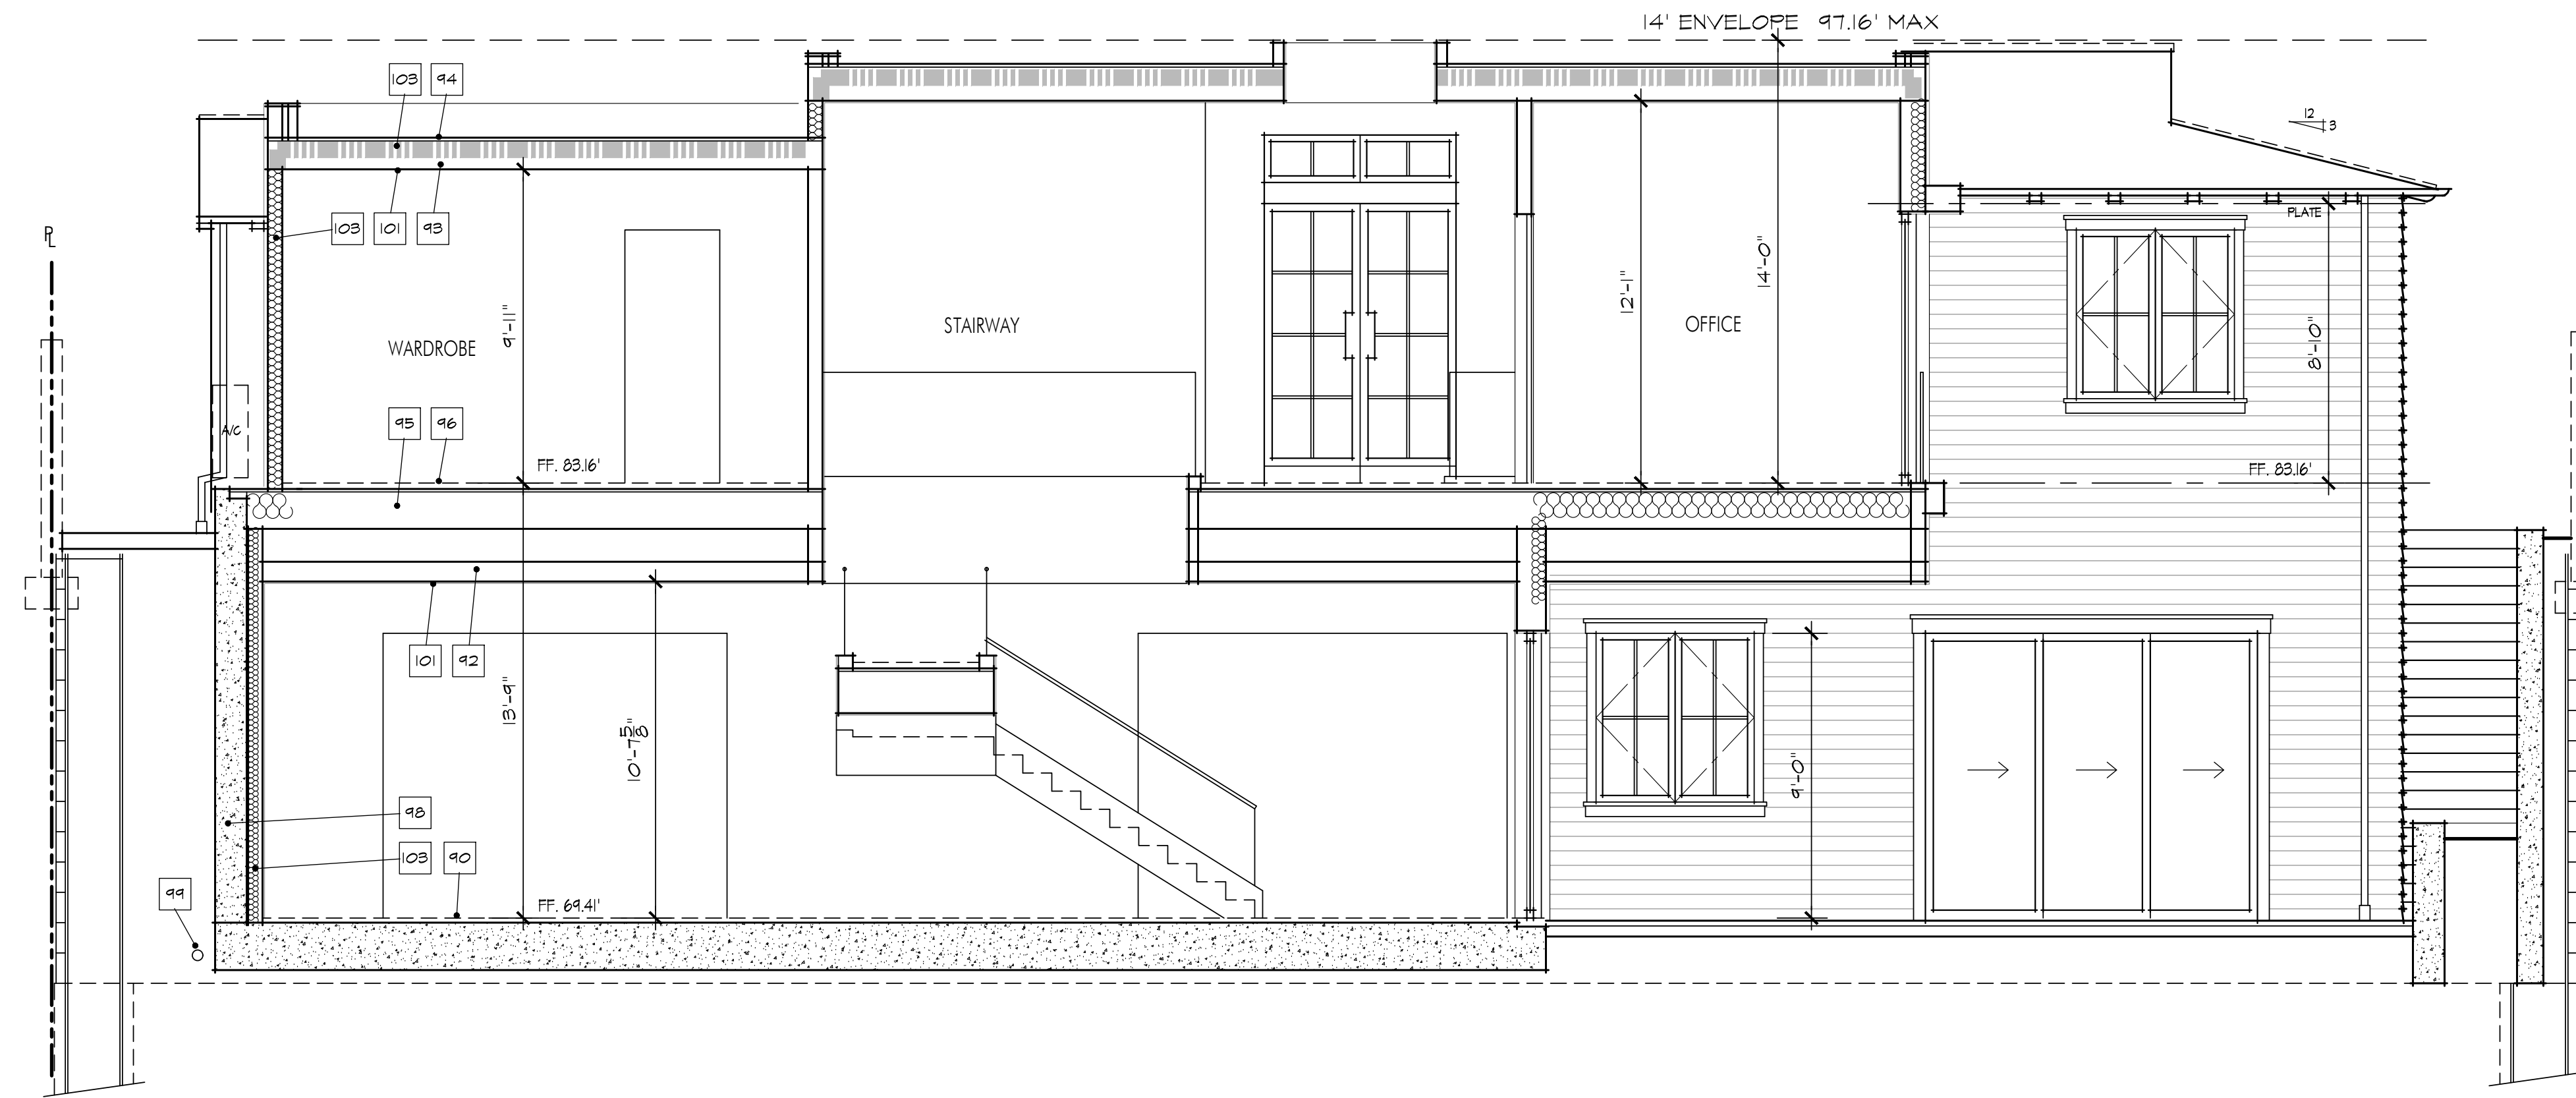 14' ENVELOPE 97.16' MAX
103 94
12
3
103 101 93
PLATE
PL
9'-11"
12'-1"
14'-0"
8'-10"
STAIRWAY
OFFICE
WARDROBE
95 96
A/C
FF. 83.16'
FF. 83.16'
101 92
13'-9"
10'-7 5/8"
9'-0"
98
103 90
99
FF. 69.41'